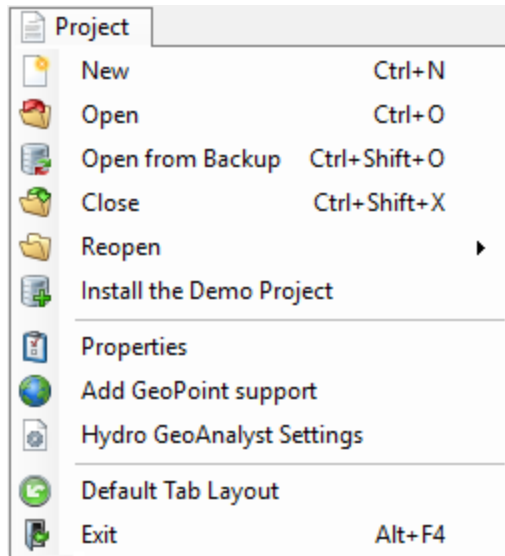 Project
New Ctrl+N
Open Ctrl+O
Open from Backup Ctrl+Shift+O
Close Ctrl+Shift+X
Reopen
Install the Demo Project
Properties
Add GeoPoint support
Hydro GeoAnalyst Settings
Default Tab Layout
Exit Alt+F4